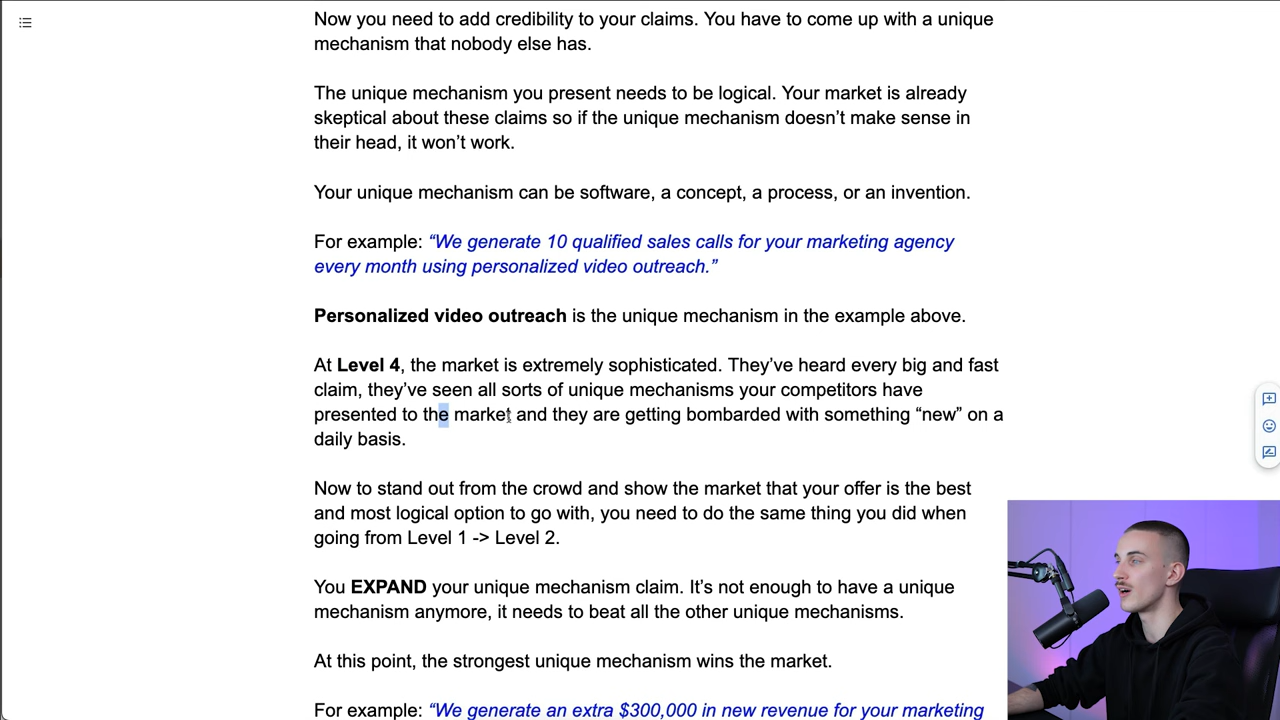 Now you need to add credibility to your claims. You have to come up with a unique
mechanism that nobody else has.
The unique mechanism you present needs to be logical. Your market is already
skeptical about these claims so if the unique mechanism doesn’t make sense in
their head, it won’t work.
Your unique mechanism can be software, a concept, a process, or an invention.
For example: “We generate 10 qualified sales calls for your marketing agency
every month using personalized video outreach.”
Personalized video outreach is the unique mechanism in the example above.
At Level 4, the market is extremely sophisticated. They’ve heard every big and fast
claim, they’ve seen all sorts of unique mechanisms your competitors have
presented to the market and they are getting bombarded with something “new” on a
daily basis.
Now to stand out from the crowd and show the market that your offer is the best
and most logical option to go with, you need to do the same thing you did when
going from Level 1 -> Level 2.
You EXPAND your unique mechanism claim. It’s not enough to have a unique
mechanism anymore, it needs to beat all the other unique mechanisms.
At this point, the strongest unique mechanism wins the market.
For example: “We generate an extra $300,000 in new revenue for your marketing